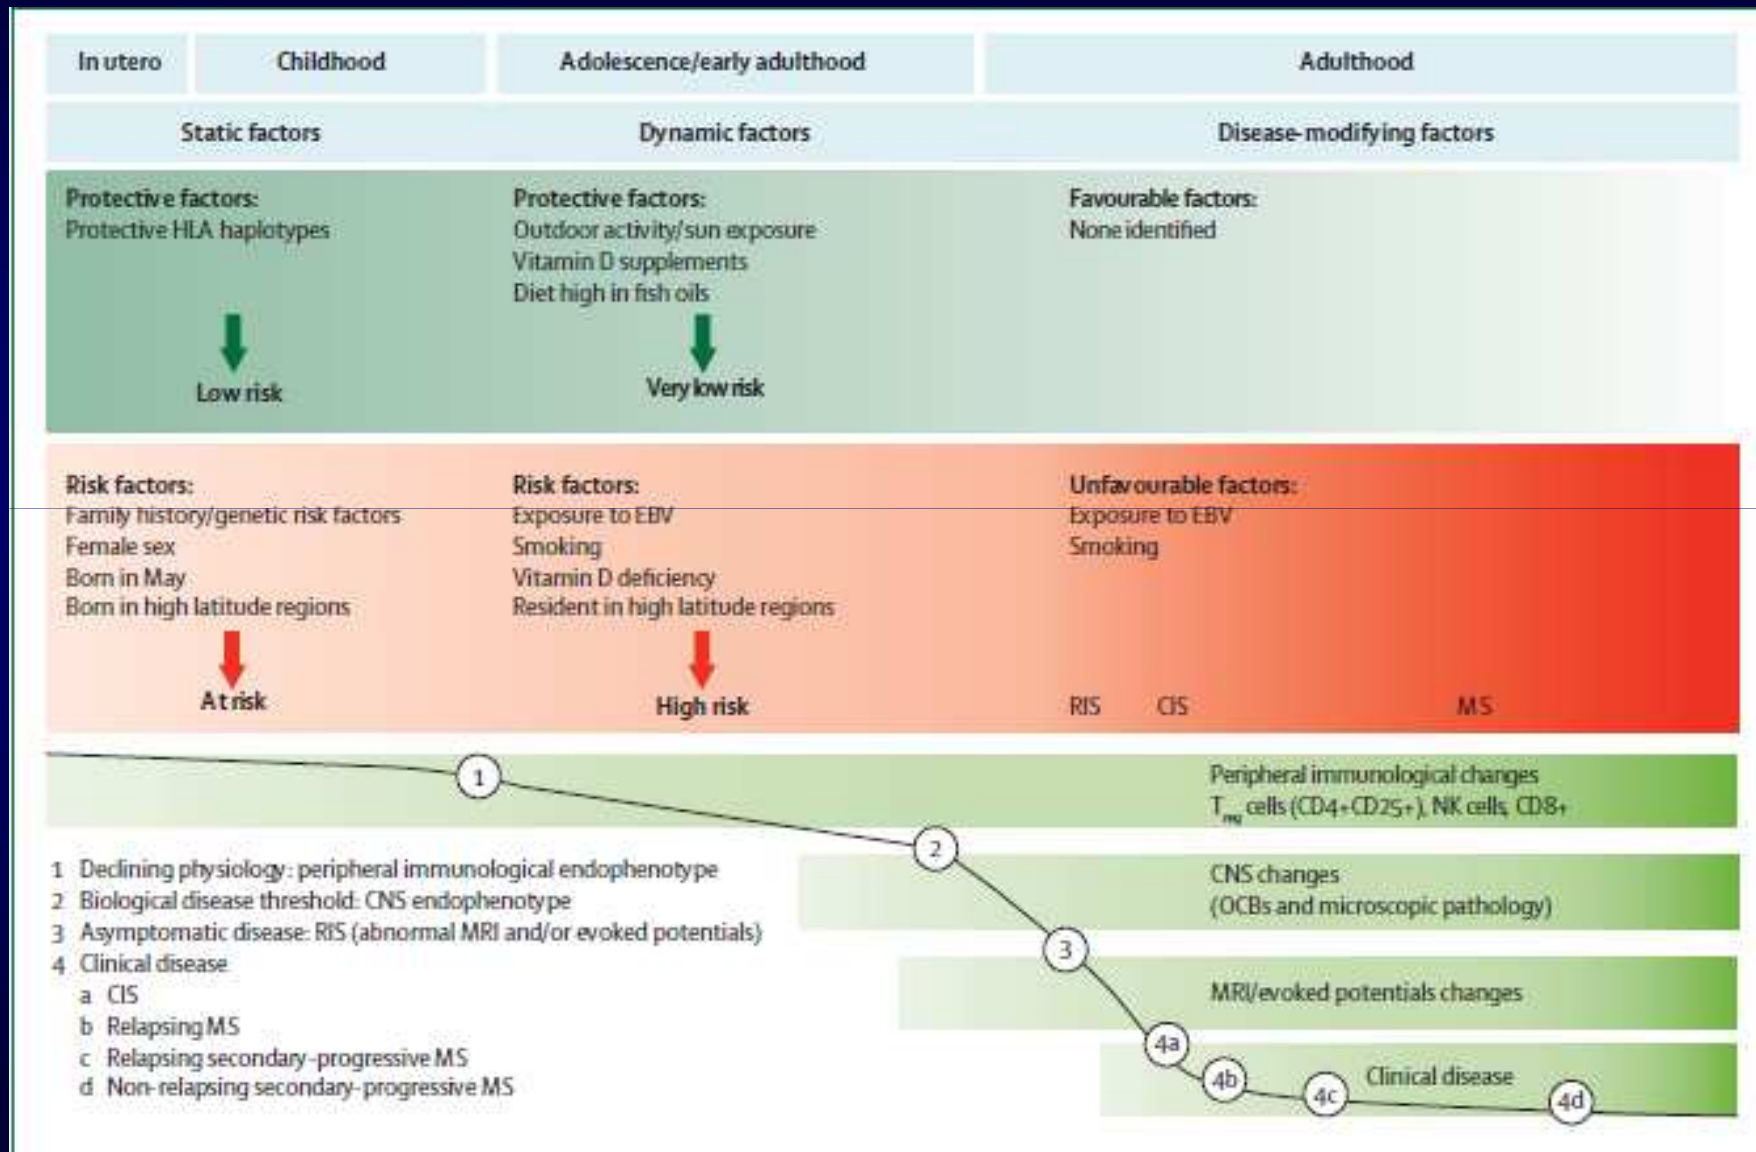 In utero
Childhood
Adolescence/early adulthood
Adulthood
Static factors
Dynamic factors
Disease-modifying factors
Protective factors:
Protective HLA haplotypes
Low risk
Protective factors:
Outdoor activity/sun exposure
Vitamin D supplements
Diet high in fish oils
Very low risk
Favourable factors:
None identified
Risk factors:
Family history/genetic risk factors
Female sex
Born in May
Born in high latitude regions
At risk
Risk factors:
Exposure to EBV
Smoking
Vitamin D deficiency
Resident in high latitude regions
High risk
Unfavourable factors:
Exposure to EBV
Smoking
RIS
CIS
MS
1
Peripheral immunological changes
Treg cells (CD4+CD25+), NK cells, CD8+
2
CNS changes
(OCBs and microscopic pathology)
3
MRI/evoked potentials changes
4a
4b
4c
4d
Clinical disease
1 Declining physiology: peripheral immunological endophenotype
2 Biological disease threshold: CNS endophenotype
3 Asymptomatic disease: RIS (abnormal MRI and/or evoked potentials)
4 Clinical disease
a CIS
b Relapsing MS
c Relapsing secondary-progressive MS
d Non-relapsing secondary-progressive MS